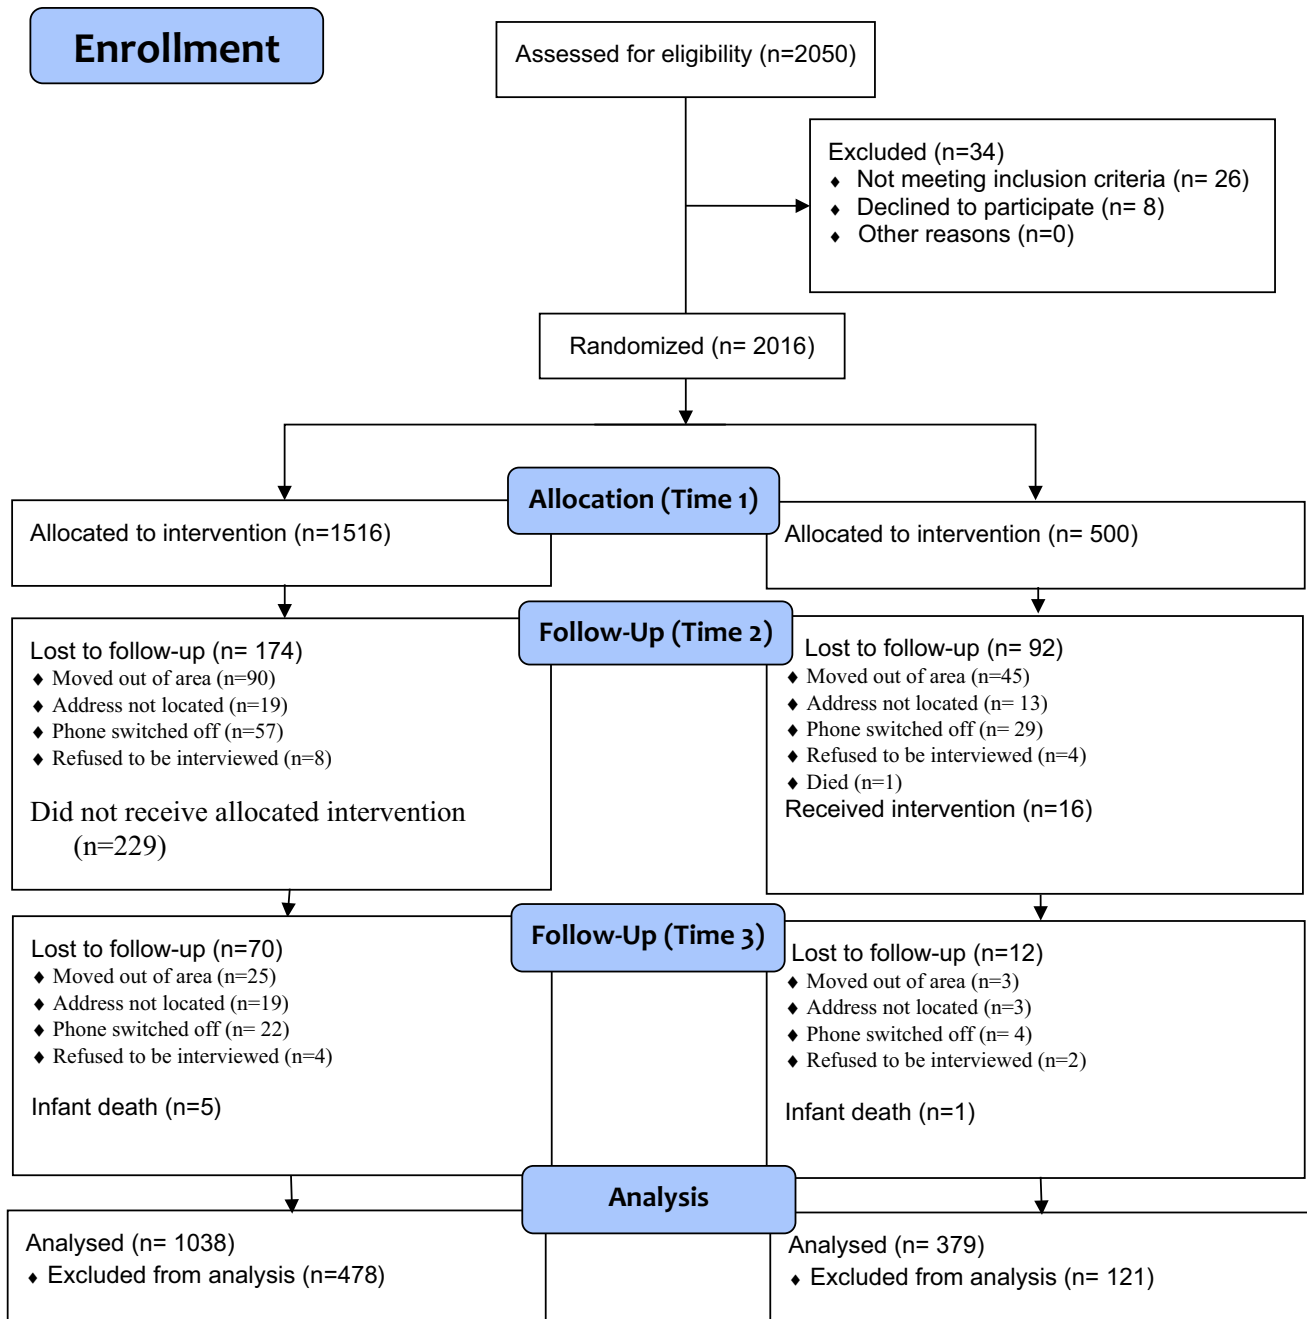 Enrollment
Assessed for eligibility (n=2050)
Excluded (n=34)
♦ Not meeting inclusion criteria (n= 26)
♦ Declined to participate (n= 8)
♦ Other reasons (n=0)
Randomized (n= 2016)
Allocation (Time 1)
Allocated to intervention (n=1516)
Allocated to intervention (n= 500)
Follow-Up (Time 2)
Lost to follow-up (n= 174)
♦ Moved out of area (n=90)
♦ Address not located (n=19)
♦ Phone switched off (n=57)
♦ Refused to be interviewed (n=8)
Did not receive allocated intervention
(n=229)
Lost to follow-up (n= 92)
♦ Moved out of area (n=45)
♦ Address not located (n= 13)
♦ Phone switched off (n= 29)
♦ Refused to be interviewed (n=4)
♦ Died (n=1)
Received intervention (n=16)
Follow-Up (Time 3)
Lost to follow-up (n=70)
♦ Moved out of area (n=25)
♦ Address not located (n=19)
♦ Phone switched off (n= 22)
♦ Refused to be interviewed (n=4)
Infant death (n=5)
Lost to follow-up (n=12)
♦ Moved out of area (n=3)
♦ Address not located (n=3)
♦ Phone switched off (n= 4)
♦ Refused to be interviewed (n=2)
Infant death (n=1)
Analysis
Analysed (n= 1038)
♦ Excluded from analysis (n=478)
Analysed (n= 379)
♦ Excluded from analysis (n= 121)